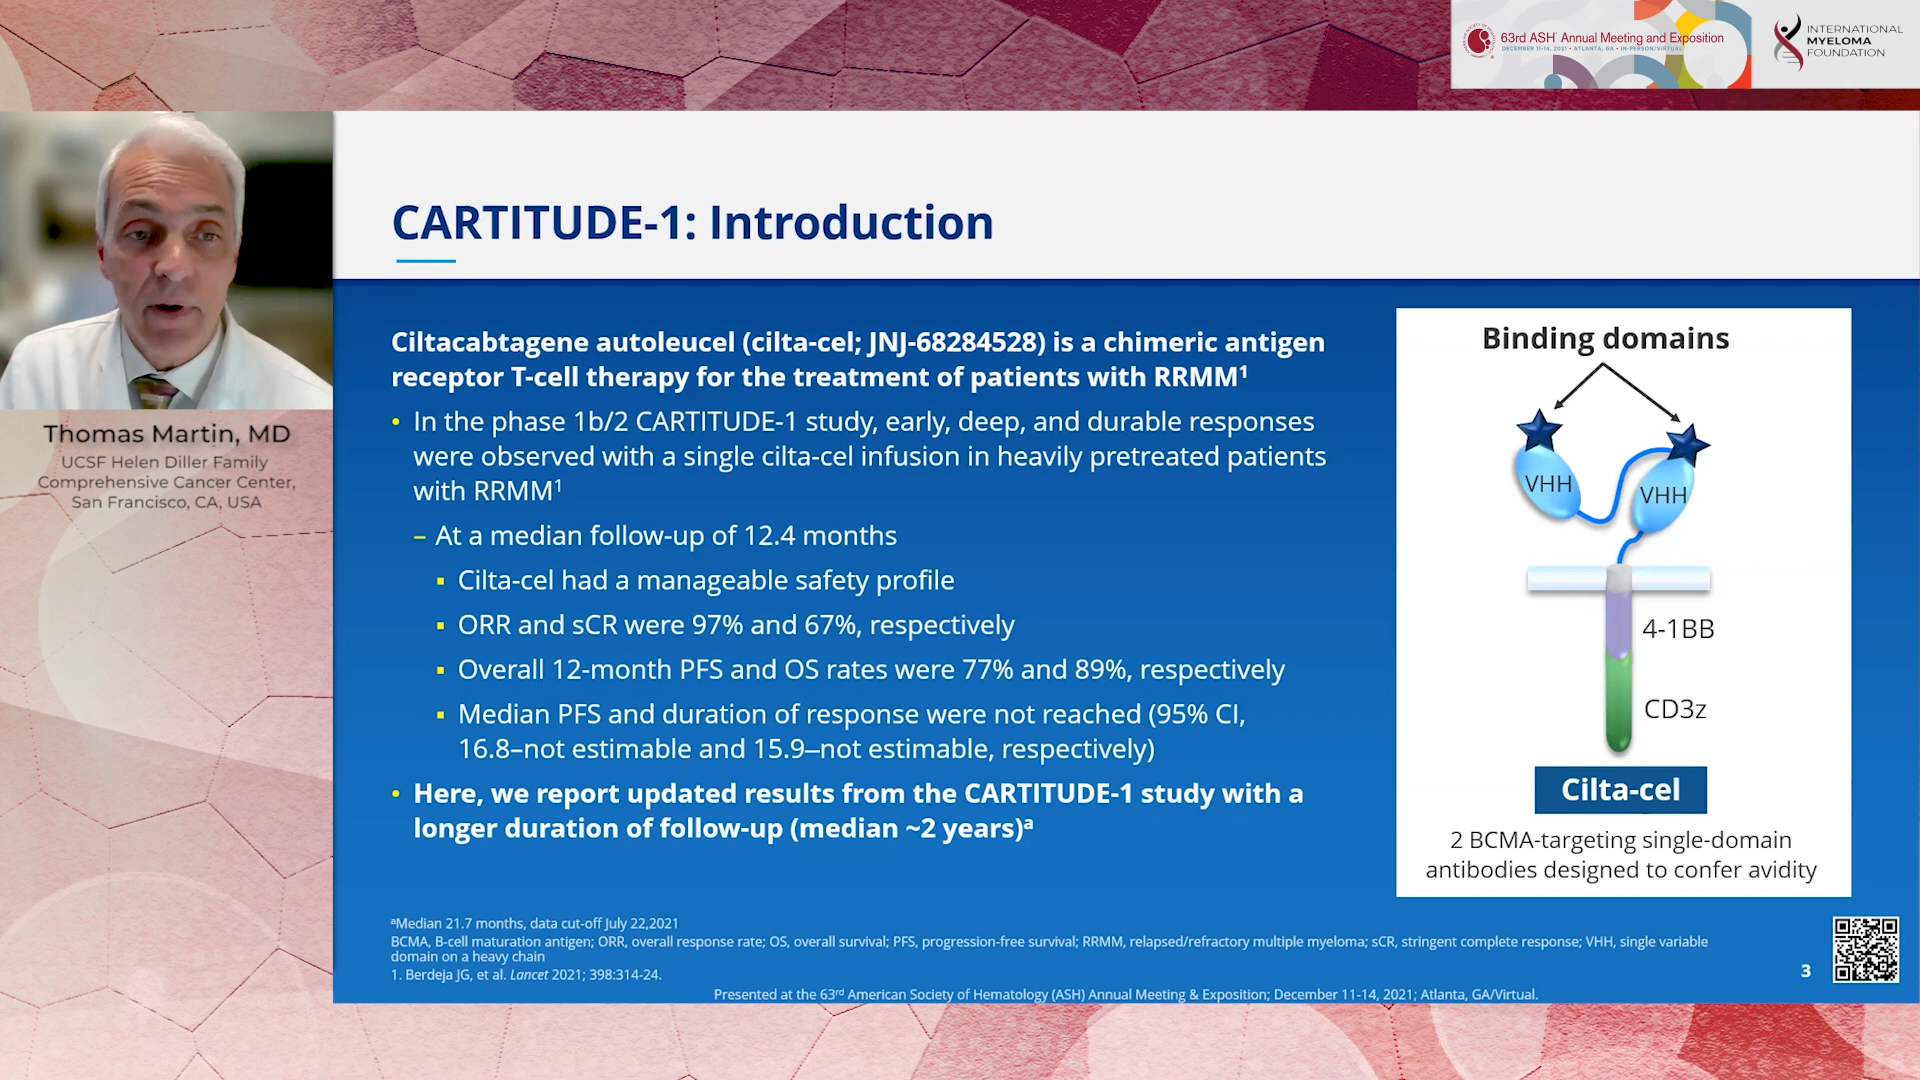 63rd ASH® Annual Meeting and Exposition
DECEMBER 11-14, 2021 • ATLANTA, GA • IN-PERSON/VIRTUAL
INTERNATIONAL
MYELOMA
FOUNDATION
Thomas Martin, MD
UCSF Helen Diller Family
Comprehensive Cancer Center,
San Francisco, CA, USA
CARTITUDE-1: Introduction
Ciltacabtagene autoleucel (cilta-cel; JNJ-68284528) is a chimeric antigen
receptor T-cell therapy for the treatment of patients with RRMM¹
• In the phase 1b/2 CARTITUDE-1 study, early, deep, and durable responses
were observed with a single cilta-cel infusion in heavily pretreated patients
with RRMM¹
– At a median follow-up of 12.4 months
▪ Cilta-cel had a manageable safety profile
▪ ORR and sCR were 97% and 67%, respectively
▪ Overall 12-month PFS and OS rates were 77% and 89%, respectively
▪ Median PFS and duration of response were not reached (95% CI,
16.8–not estimable and 15.9–not estimable, respectively)
• Here, we report updated results from the CARTITUDE-1 study with a
longer duration of follow-up (median ~2 years)ᵃ
Binding domains
VHH
VHH
4-1BB
CD3z
Cilta-cel
2 BCMA-targeting single-domain
antibodies designed to confer avidity
ᵃMedian 21.7 months, data cut-off July 22,2021
BCMA, B-cell maturation antigen; ORR, overall response rate; OS, overall survival; PFS, progression-free survival; RRMM, relapsed/refractory multiple myeloma; sCR, stringent complete response; VHH, single variable
domain on a heavy chain
1. Berdeja JG, et al. Lancet 2021; 398:314-24.
3
Presented at the 63ʳᵈ American Society of Hematology (ASH) Annual Meeting & Exposition; December 11-14, 2021; Atlanta, GA/Virtual.